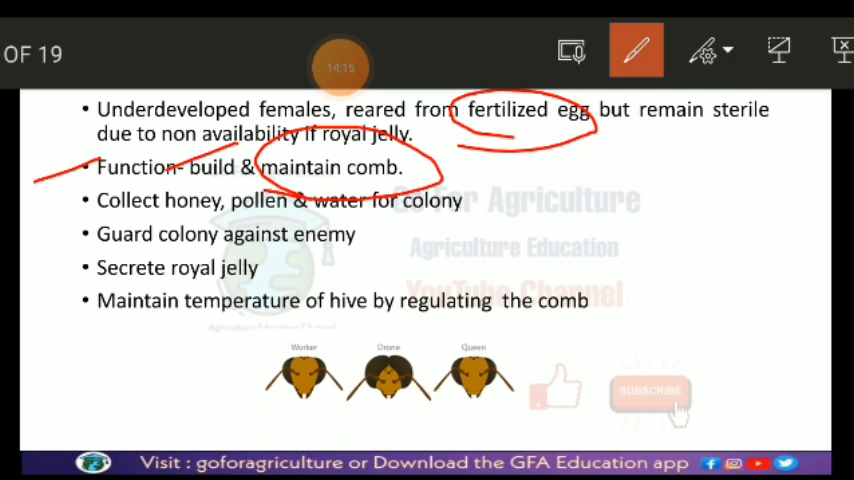 OF 19
14:15
• Underdeveloped females, reared from fertilized egg but remain sterile
due to non availability if royal jelly.
• Function- build & maintain comb.
• Collect honey, pollen & water for colony
• Guard colony against enemy
• Secrete royal jelly
• Maintain temperature of hive by regulating the comb
Go For Agriculture
Agriculture Education
YouTube Channel
Agriculture Education Channel
Worker Drone Queen
SUBSCRIBE
Visit : goforagriculture or Download the GFA Education app